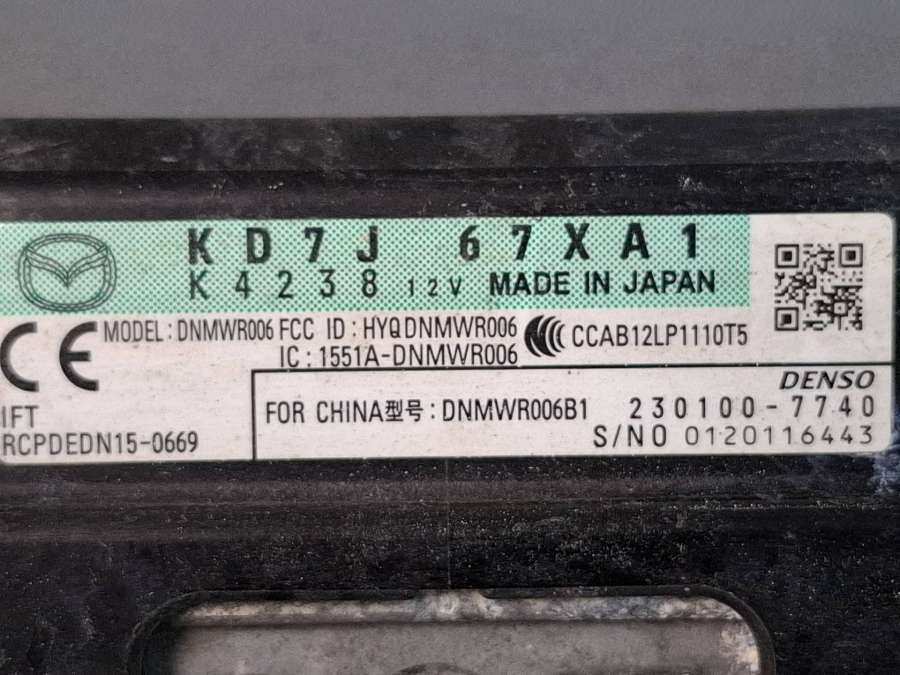 KD7J 67XA1
K4238 12V MADE IN JAPAN
MODEL: DNMWR006 FCC ID: HYQDNMWR006
IC: 1551A-DNMWR006
CCAB12LP1110T5
CE
IFT
RCPDEDN15-0669
DENSO
FOR CHINA型号: DNMWR006B1 230100-7740
S/NO 0120116443